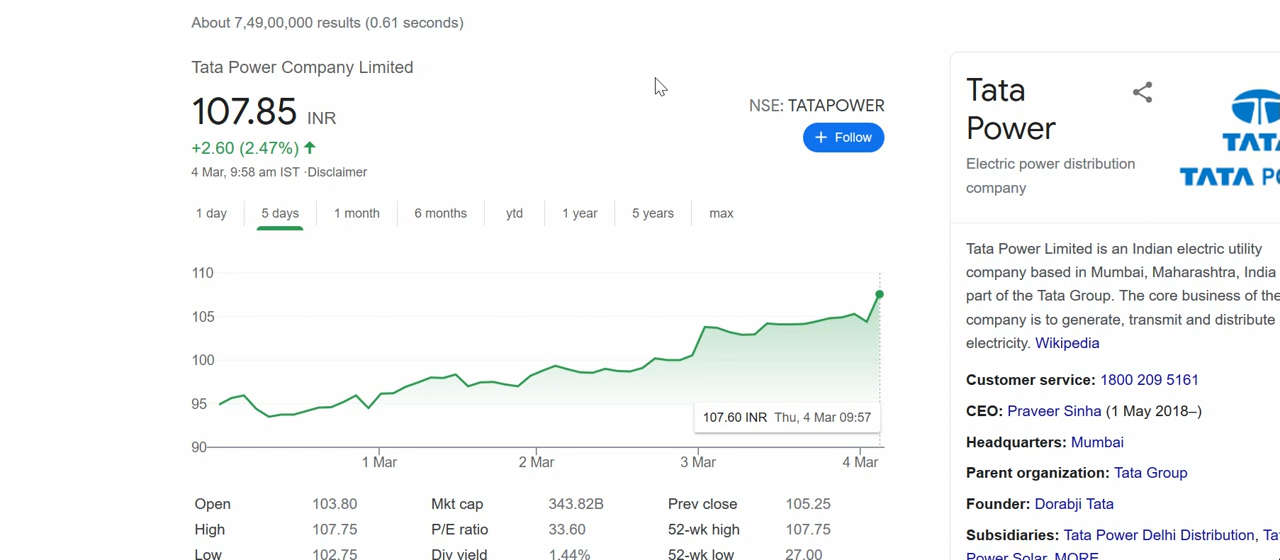 About 7,49,00,000 results (0.61 seconds)
Tata Power Company Limited
107.85 INR
+2.60 (2.47%)
4 Mar, 9:58 am IST ·Disclaimer
NSE: TATAPOWER
+ Follow
1 day 5 days 1 month 6 months ytd 1 year 5 years max
110
105
100
95
90
107.60 INR Thu, 4 Mar 09:57
1 Mar 2 Mar 3 Mar 4 Mar
Open 103.80 Mkt cap 343.82B Prev close 105.25
High 107.75 P/E ratio 33.60 52-wk high 107.75
Low 102.75 Div yield 1.44% 52-wk low 27.00
Tata
Power
Electric power distribution
company
TATA
TATA PO
Tata Power Limited is an Indian electric utility
company based in Mumbai, Maharashtra, India
part of the Tata Group. The core business of the
company is to generate, transmit and distribute
electricity. Wikipedia
Customer service: 1800 209 5161
CEO: Praveer Sinha (1 May 2018–)
Headquarters: Mumbai
Parent organization: Tata Group
Founder: Dorabji Tata
Subsidiaries: Tata Power Delhi Distribution, Ta
Power Solar, MORE